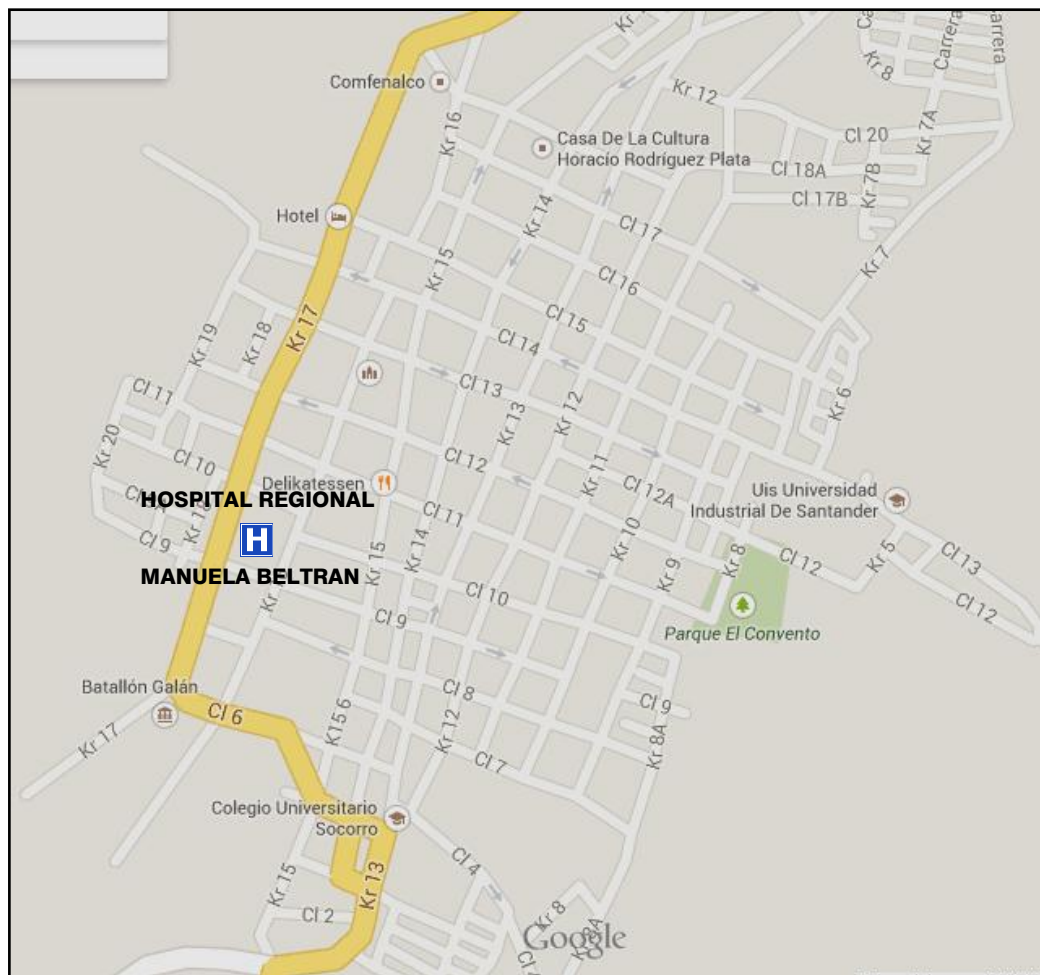 Comfenalco
Kr 16
Kr 12
Kr 8
Carrera
Carrera
Casa De La Cultura
Horacio Rodríguez Plata
Cl 20
Kr 7A
Cl 18A
Kr 7B
Cl 17B
Hotel
Kr 14
Cl 17
Kr 7
Kr 15
Cl 16
Kr 17
Kr 18
Kr 19
Cl 15
Cl 14
Cl 13
Kr 6
Cl 11
Kr 20
Kr 13
Kr 12
Cl 10
Cl 12
Kr 11
Cl 12A
Delikatessen
HOSPITAL REGIONAL
H
MANUELA BELTRAN
Uis Universidad
Industrial De Santander
Cl 9
Kr 15
Kr 14
Cl 11
Kr 10
Kr 9
Kr 8
Cl 12
Kr 5
Cl 13
Cl 12
Cl 10
Cl 9
Parque El Convento
Batallón Galán
Cl 8
Cl 9
Cl 6
Kr 17
K15 6
Kr 12
Kr 8A
Cl 7
Colegio Universitario
Socorro
Cl 4
Kr 15
Kr 13
Cl 2
Kr 8
Google